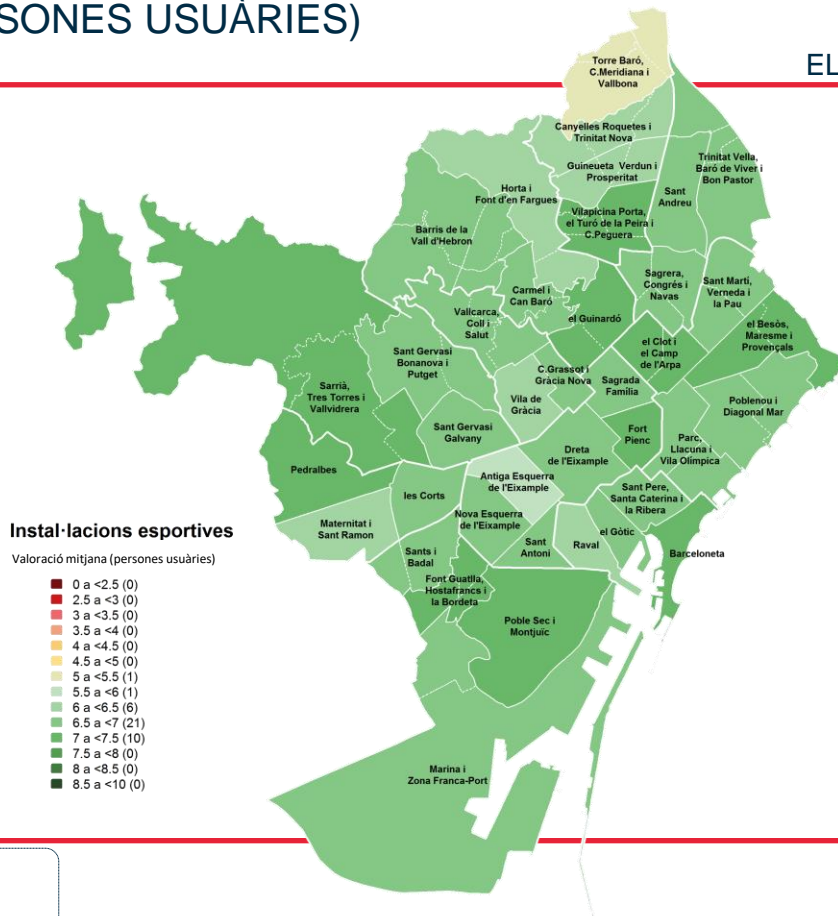 SONES USUÀRIES)
EL
Torre Baró,
C.Meridiana i
Vallbona
Canyelles Roquetes i
Trinitat Nova
Guineueta Verdun i
Prosperitat
Trinitat Vella,
Baró de Viver i
Bon Pastor
Sant
Andreu
Horta i
Font d'en Fargues
Vilapicina Porta,
el Turó de la Peira i
C.Peguera
Barris de la
Vall d'Hebron
Sagrera,
Congrés i
Navas
Sant Martí,
Verneda i
la Pau
Carmel i
Can Baró
Vallcarca,
Coll i
Salut
el Guinardó
el Besòs,
Maresme i
Provençals
el Clot i
el Camp
de l'Arpa
Sant Gervasi
Bonanova i
Putget
C.Grassot i
Gràcia Nova
Sagrada
Família
Sarrià,
Tres Torres i
Vallvidrera
Vila de
Gràcia
Poblenou i
Diagonal Mar
Sant Gervasi
Galvany
Fort
Pienc
Parc,
Llacuna i
Vila Olímpica
Dreta
de l'Eixample
Pedralbes
Antiga Esquerra
de l'Eixample
les Corts
Sant Pere,
Santa Caterina i
la Ribera
Nova Esquerra
de l'Eixample
Maternitat i
Sant Ramon
el Gòtic
Sant
Antoni
Raval
Barceloneta
Sants i
Badal
Font Guatlla,
Hostafrancs i
la Bordeta
Poble Sec i
Montjuïc
Marina i
Zona Franca-Port
Instal·lacions esportives
Valoració mitjana (persones usuàries)
0 a <2.5 (0)
2.5 a <3 (0)
3 a <3.5 (0)
3.5 a <4 (0)
4 a <4.5 (0)
4.5 a <5 (0)
5 a <5.5 (1)
5.5 a <6 (1)
6 a <6.5 (6)
6.5 a <7 (21)
7 a <7.5 (10)
7.5 a <8 (0)
8 a <8.5 (0)
8.5 a <10 (0)